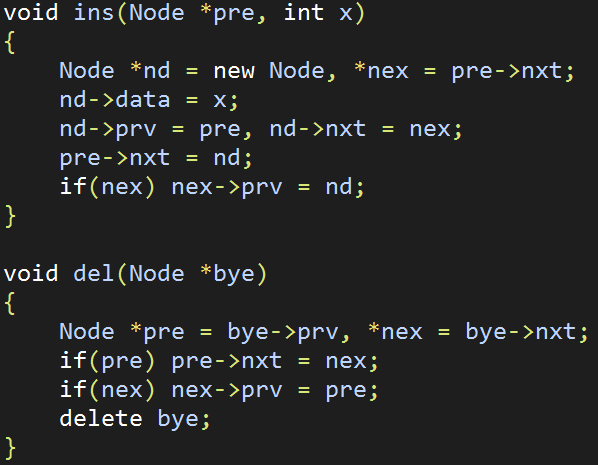 void ins(Node *pre, int x)
{
    Node *nd = new Node, *nex = pre->nxt;
    nd->data = x;
    nd->prv = pre, nd->nxt = nex;
    pre->nxt = nd;
    if(nex) nex->prv = nd;
}

void del(Node *bye)
{
    Node *pre = bye->prv, *nex = bye->nxt;
    if(pre) pre->nxt = nex;
    if(nex) nex->prv = pre;
    delete bye;
}